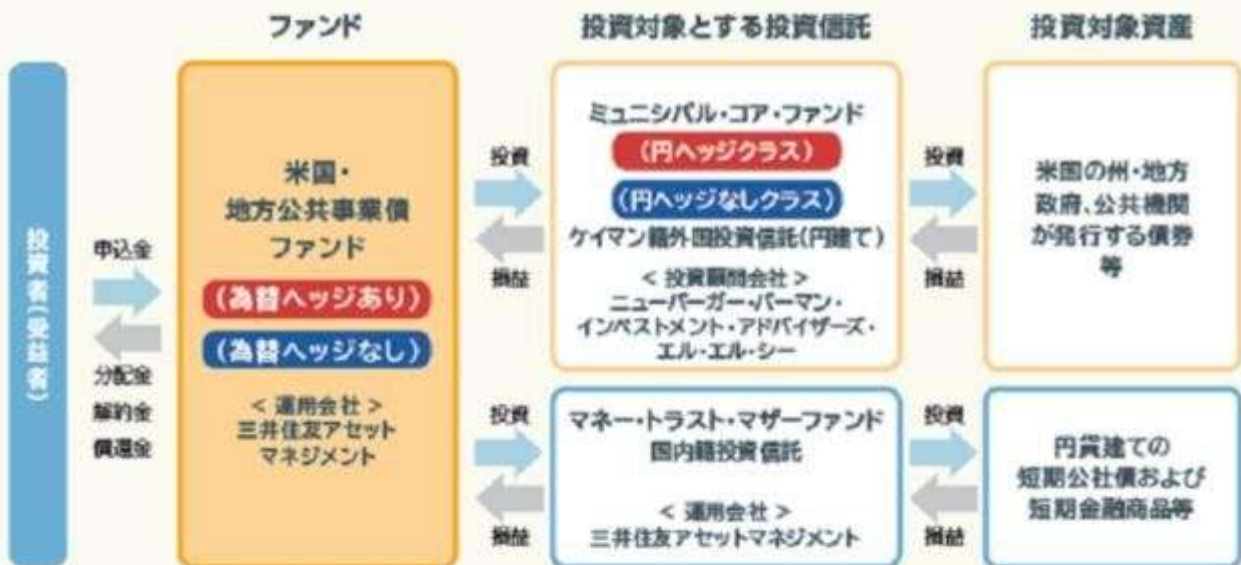 ファンド
投資対象とする投資信託
投資対象資産
投資者(受益者)
申込金
分配金
解約金
償還金
米国・
地方公共事業債
ファンド
(為替ヘッジあり)
(為替ヘッジなし)
< 運用会社 >
三井住友アセット
マネジメント
投資
損益
ミュニシパル・コア・ファンド
(円ヘッジクラス)
(円ヘッジなしクラス)
ケイマン籍外国投資信託(円建て)
< 投資顧問会社 >
ニューバーガー・バーマン・
インベストメント・アドバイザーズ・
エル・エル・シー
投資
損益
米国の州・地方
政府、公共機関
が発行する債券
等
投資
損益
マネー・トラスト・マザーファンド
国内籍投資信託
< 運用会社 >
三井住友アセットマネジメント
投資
損益
円貨建ての
短期公社債および
短期金融商品等